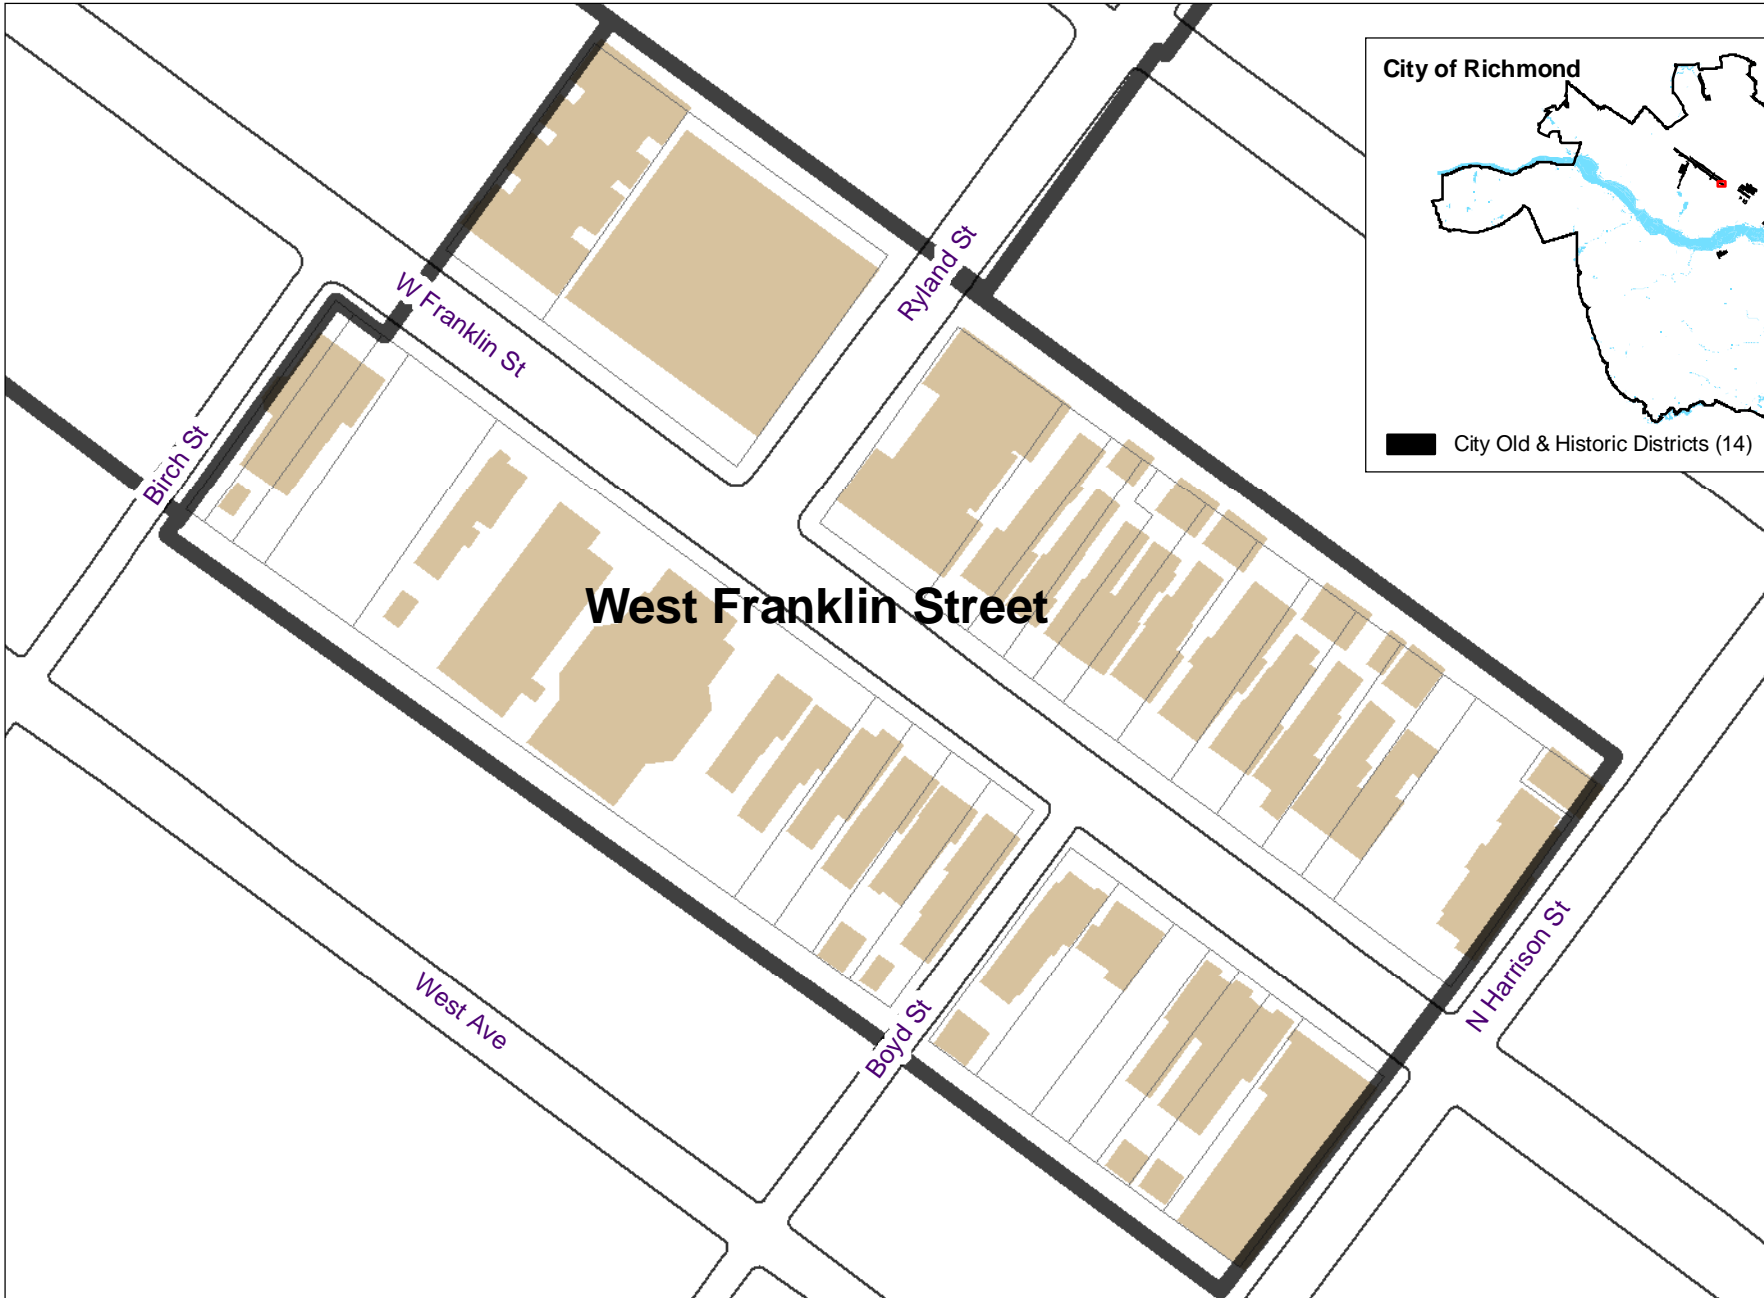 City of Richmond
City Old & Historic Districts (14)
Ryland St
W Franklin St
Birch St
West Franklin Street
N Harrison St
West Ave
Boyd St